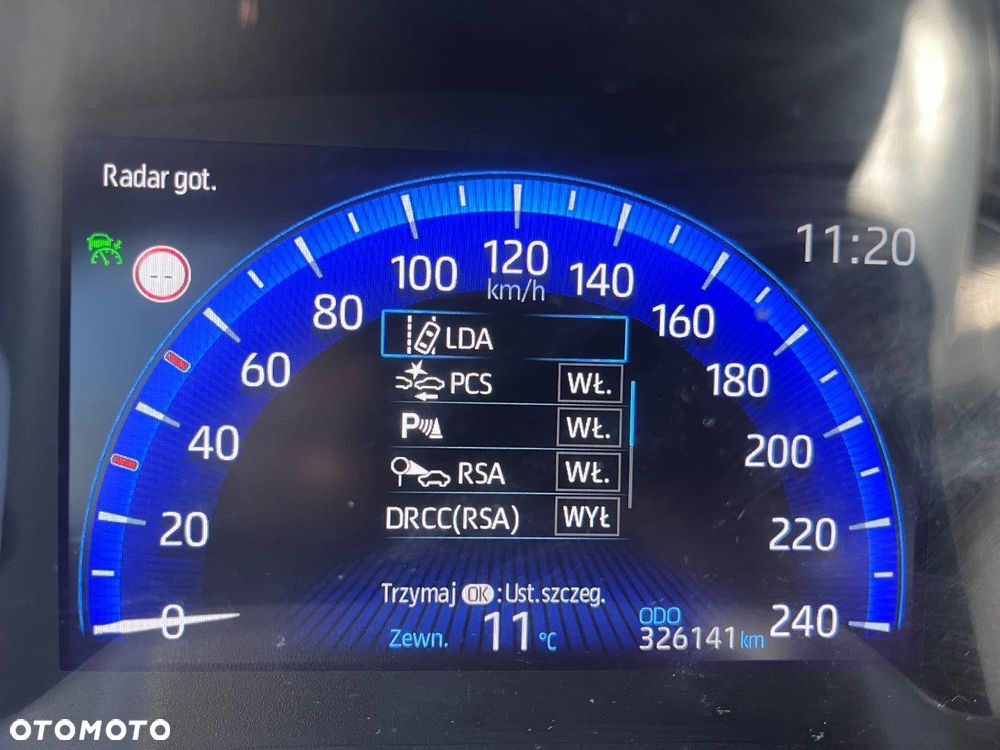 Radar got.
11:20
--
0
20
40
60
80
100
120
140
160
180
200
220
240
km/h
LDA
PCS WŁ.
P WŁ.
RSA WŁ.
DRCC(RSA) WYŁ
Trzymaj OK : Ust.szczeg.
Zewn. 11 °C
ODO
326141 km
OTOMOTO